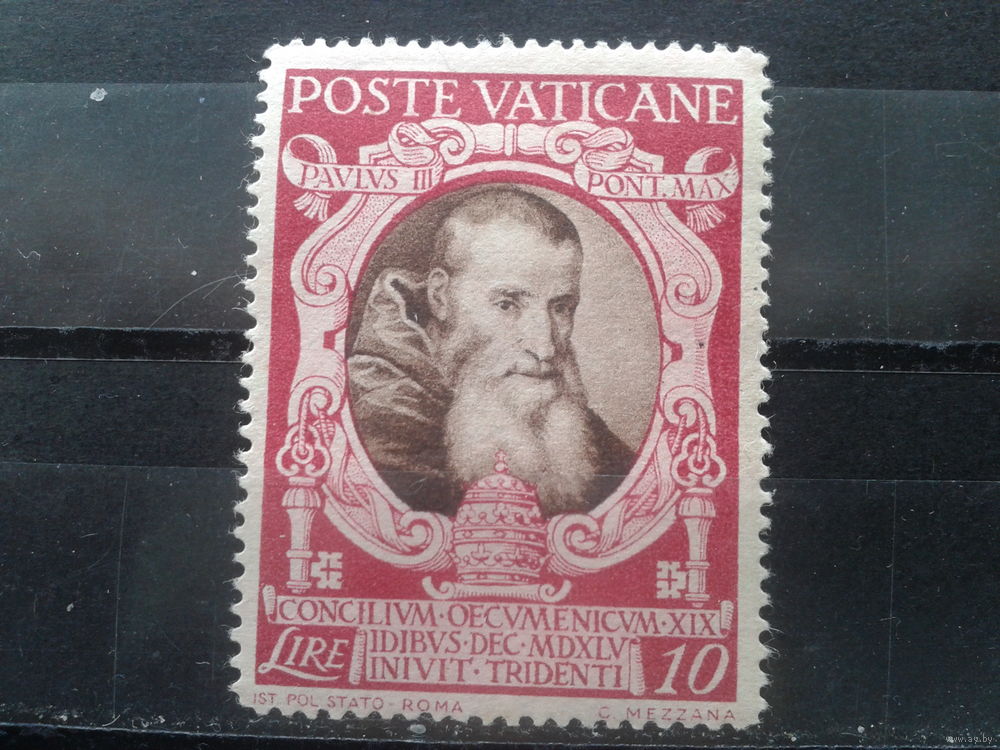 POSTE VATICANE
PAVLVS III PONT. MAX
CONCILIVM · OECVMENICVM · XIX
IDIBVS · DEC · MDXLV
INIVIT · TRIDENTI
LIRE 10
IST. POL. STATO - ROMA C. MEZZANA
www.ay.by